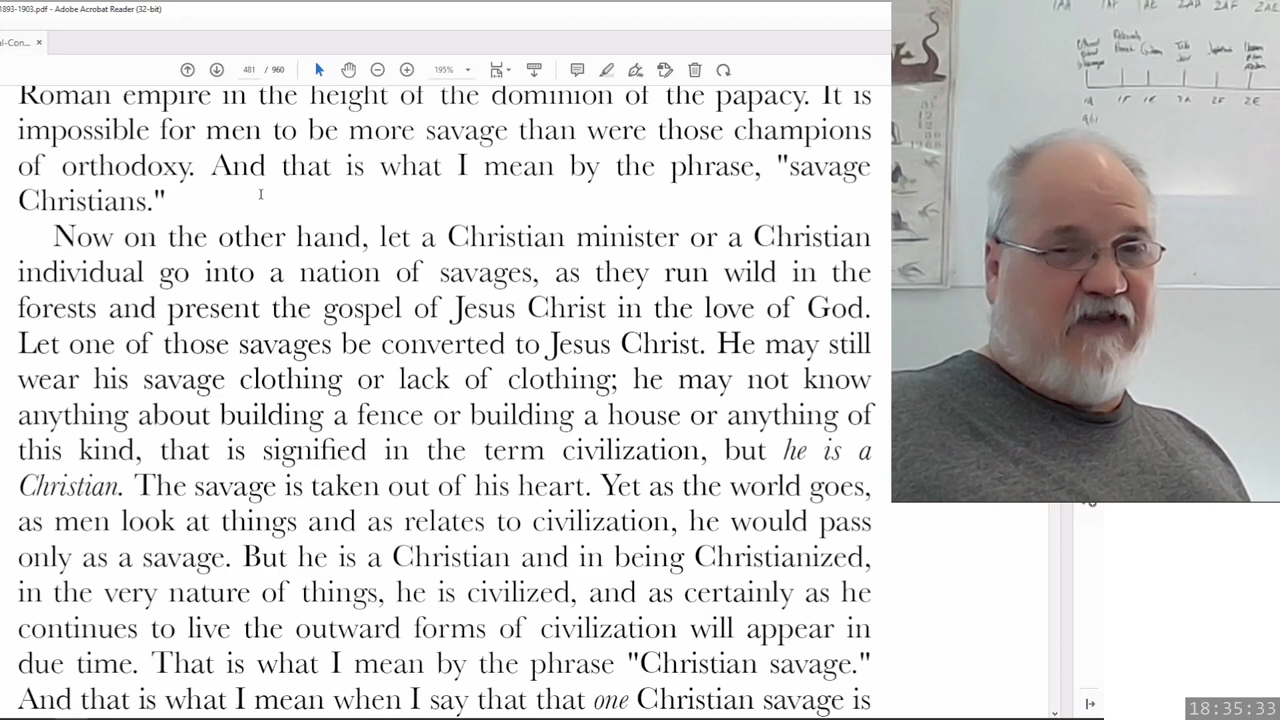 1893-1903.pdf - Adobe Acrobat Reader (32-bit)
al-Con... ×
481 / 960
195%
Roman empire in the height of the dominion of the papacy. It is
impossible for men to be more savage than were those champions
of orthodoxy. And that is what I mean by the phrase, "savage
Christians."
Now on the other hand, let a Christian minister or a Christian
individual go into a nation of savages, as they run wild in the
forests and present the gospel of Jesus Christ in the love of God.
Let one of those savages be converted to Jesus Christ. He may still
wear his savage clothing or lack of clothing; he may not know
anything about building a fence or building a house or anything of
this kind, that is signified in the term civilization, but he is a
Christian. The savage is taken out of his heart. Yet as the world goes,
as men look at things and as relates to civilization, he would pass
only as a savage. But he is a Christian and in being Christianized,
in the very nature of things, he is civilized, and as certainly as he
continues to live the outward forms of civilization will appear in
due time. That is what I mean by the phrase "Christian savage."
And that is what I mean when I say that that one Christian savage is
18:35:33